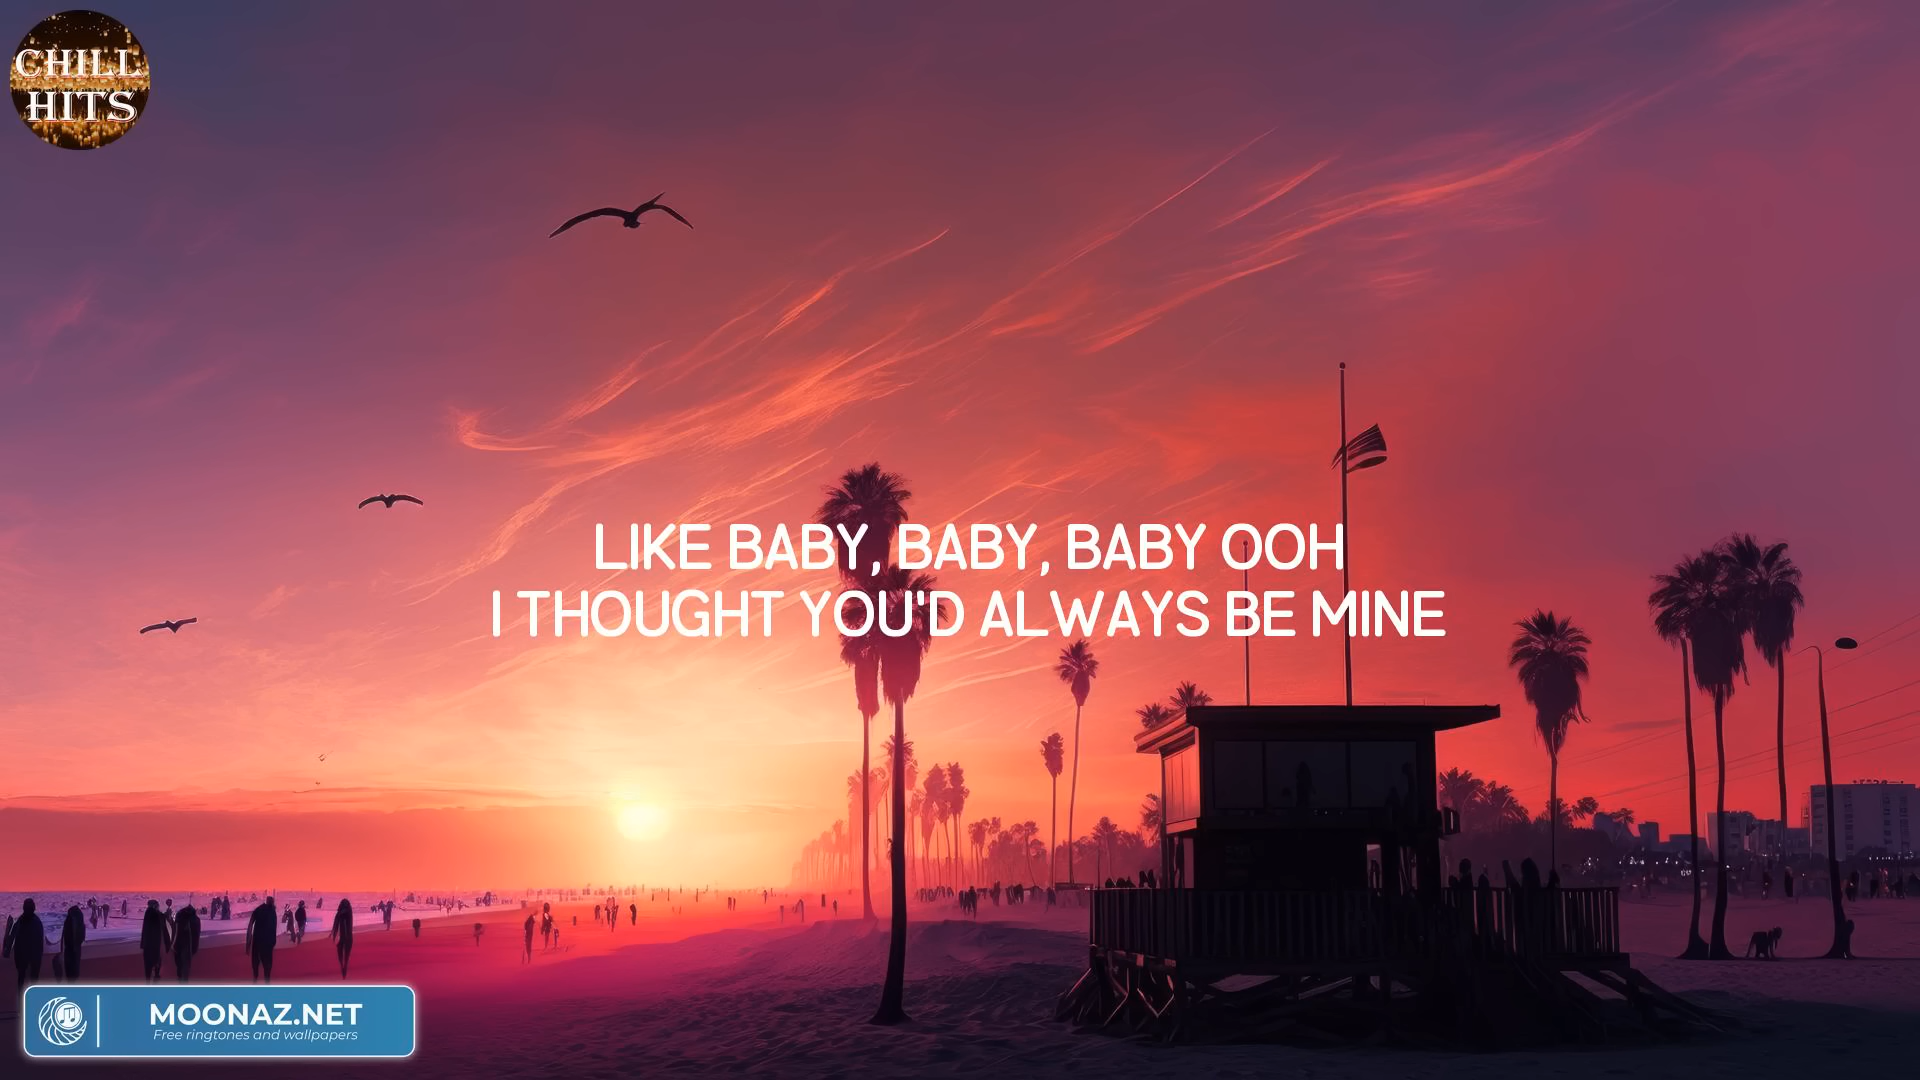 CHILL
HITS
LIKE BABY, BABY, BABY OOH
I THOUGHT YOU'D ALWAYS BE MINE
MOONAZ.NET
Free ringtones and wallpapers